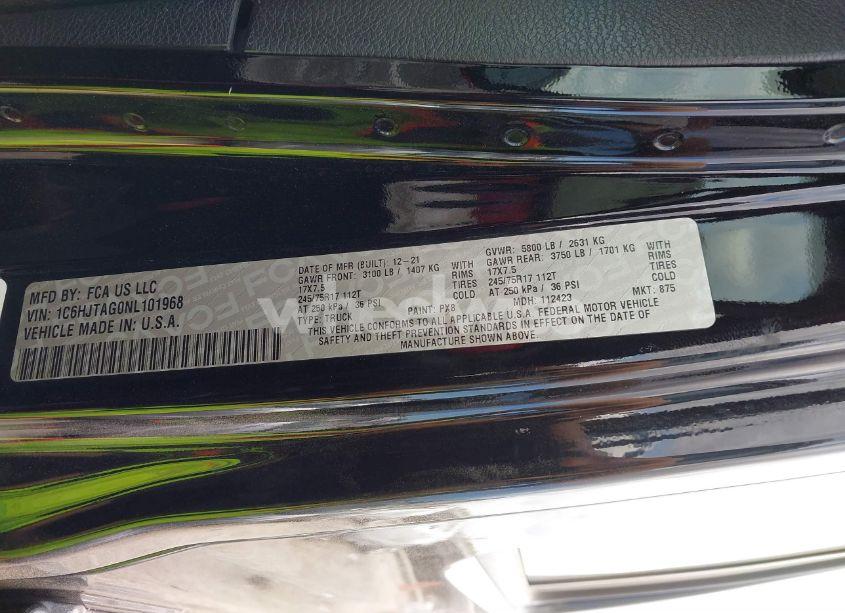 MFD BY: FCA US LLC
VIN: 1C6HJTAG0NL101968
VEHICLE MADE IN: U.S.A.
DATE OF MFR (BUILT): 12-21
GAWR FRONT: 3100 LB / 1407 KG WITH
17X7.5 RIMS
245/75R17 112T TIRES
AT 250 kPa / 36 PSI COLD
TYPE: TRUCK
PAINT: PX8
GVWR: 5800 LB / 2631 KG
GAWR REAR: 3750 LB / 1701 KG WITH
17X7.5 RIMS
245/75R17 112T TIRES
AT 250 kPa / 36 PSI COLD
MDH: 112423
MKT: 875
THIS VEHICLE CONFORMS TO ALL APPLICABLE U.S.A. FEDERAL MOTOR VEHICLE
SAFETY AND THEFT PREVENTION STANDARDS IN EFFECT ON THE DATE OF
MANUFACTURE SHOWN ABOVE.